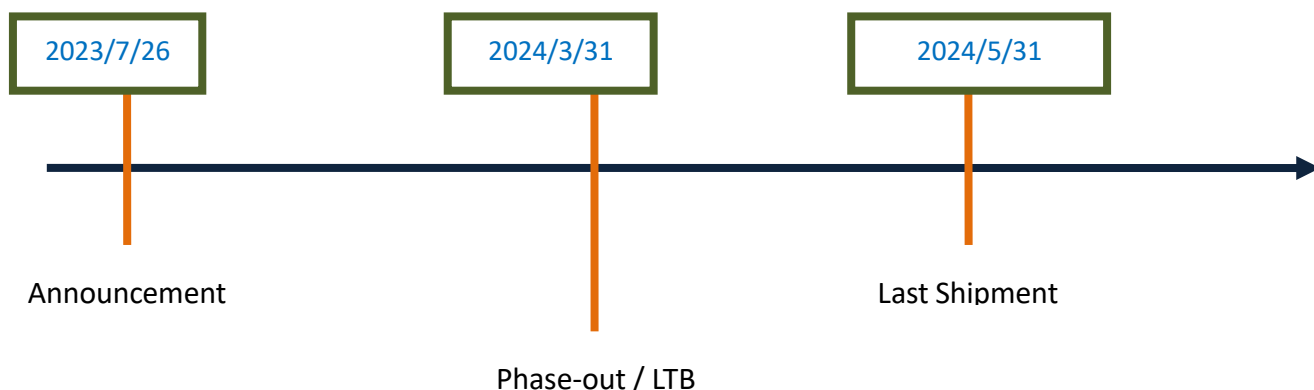 2023/7/26
2024/3/31
2024/5/31
Announcement
Last Shipment
Phase-out / LTB